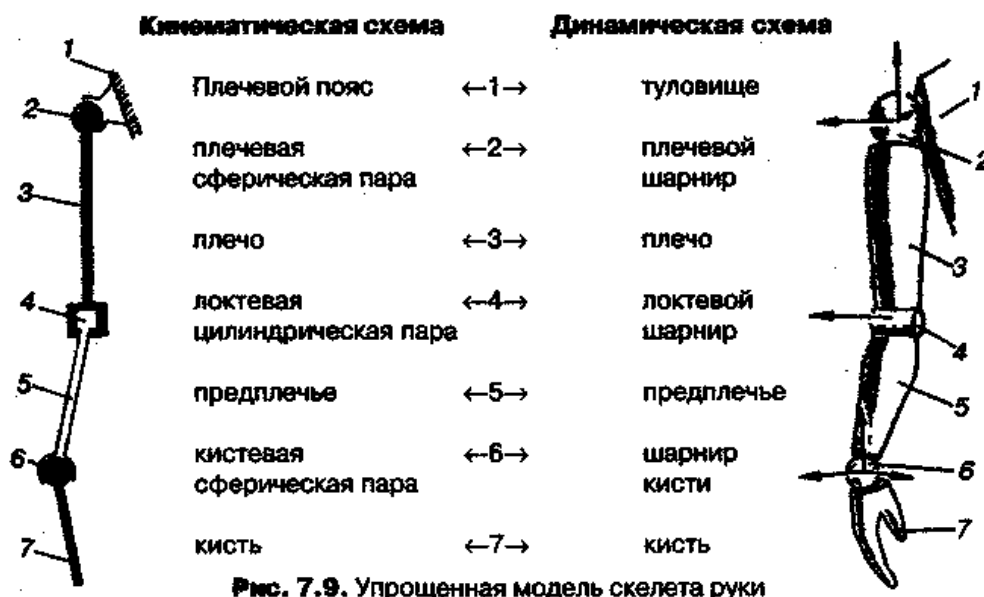 Кинематическая схема Динамическая схема
1
Плечевой пояс ←1→ туловище
1
2
плечевая ←2→ плечевой
сферическая пара шарнир
2
3
плечо ←3→ плечо
3
4
локтевая ←4→ локтевой
цилиндрическая пара шарнир
4
5
предплечье ←5→ предплечье
5
6
кистевая ←6→ шарнир
сферическая пара кисти
6
7
кисть ←7→ кисть
7
Рис. 7.9. Упрощенная модель скелета руки